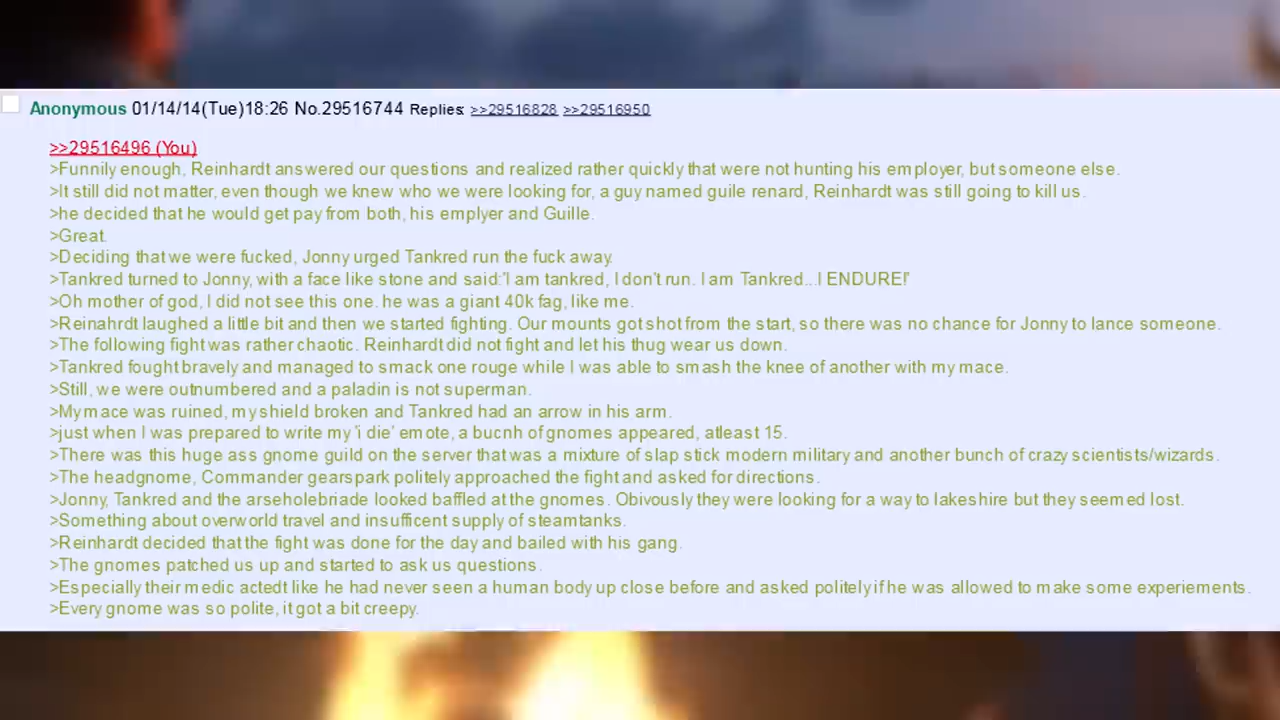 Anonymous 01/14/14(Tue)18:26 No.29516744 Replies: >>29516828 >>29516950
>>29516496 (You)
>Funnily enough, Reinhardt answered our questions and realized rather quickly that were not hunting his employer, but someone else.
>It still did not matter, even though we knew who we were looking for, a guy named guile renard, Reinhardt was still going to kill us.
>he decided that he would get pay from both, his emplyer and Guille.
>Great.
>Deciding that we were fucked, Jonny urged Tankred run the fuck away.
>Tankred turned to Jonny, with a face like stone and said:'I am tankred, I don't run. I am Tankred...I ENDURE!'
>Oh mother of god, I did not see this one. he was a giant 40k fag, like me.
>Reinahrdt laughed a little bit and then we started fighting. Our mounts got shot from the start, so there was no chance for Jonny to lance someone.
>The following fight was rather chaotic. Reinhardt did not fight and let his thug wear us down.
>Tankred fought bravely and managed to smack one rouge while I was able to smash the knee of another with my mace.
>Still, we were outnumbered and a paladin is not superman.
>My mace was ruined, my shield broken and Tankred had an arrow in his arm.
>just when I was prepared to write my 'i die' emote, a bucnh of gnomes appeared, atleast 15.
>There was this huge ass gnome guild on the server that was a mixture of slap stick modern military and another bunch of crazy scientists/wizards.
>The headgnome, Commander gearspark politely approached the fight and asked for directions.
>Jonny, Tankred and the arseholebriade looked baffled at the gnomes. Obivously they were looking for a way to lakeshire but they seemed lost.
>Something about overworld travel and insufficent supply of steamtanks.
>Reinhardt decided that the fight was done for the day and bailed with his gang.
>The gnomes patched us up and started to ask us questions.
>Especially their medic actedt like he had never seen a human body up close before and asked politely if he was allowed to make some experiements.
>Every gnome was so polite, it got a bit creepy.